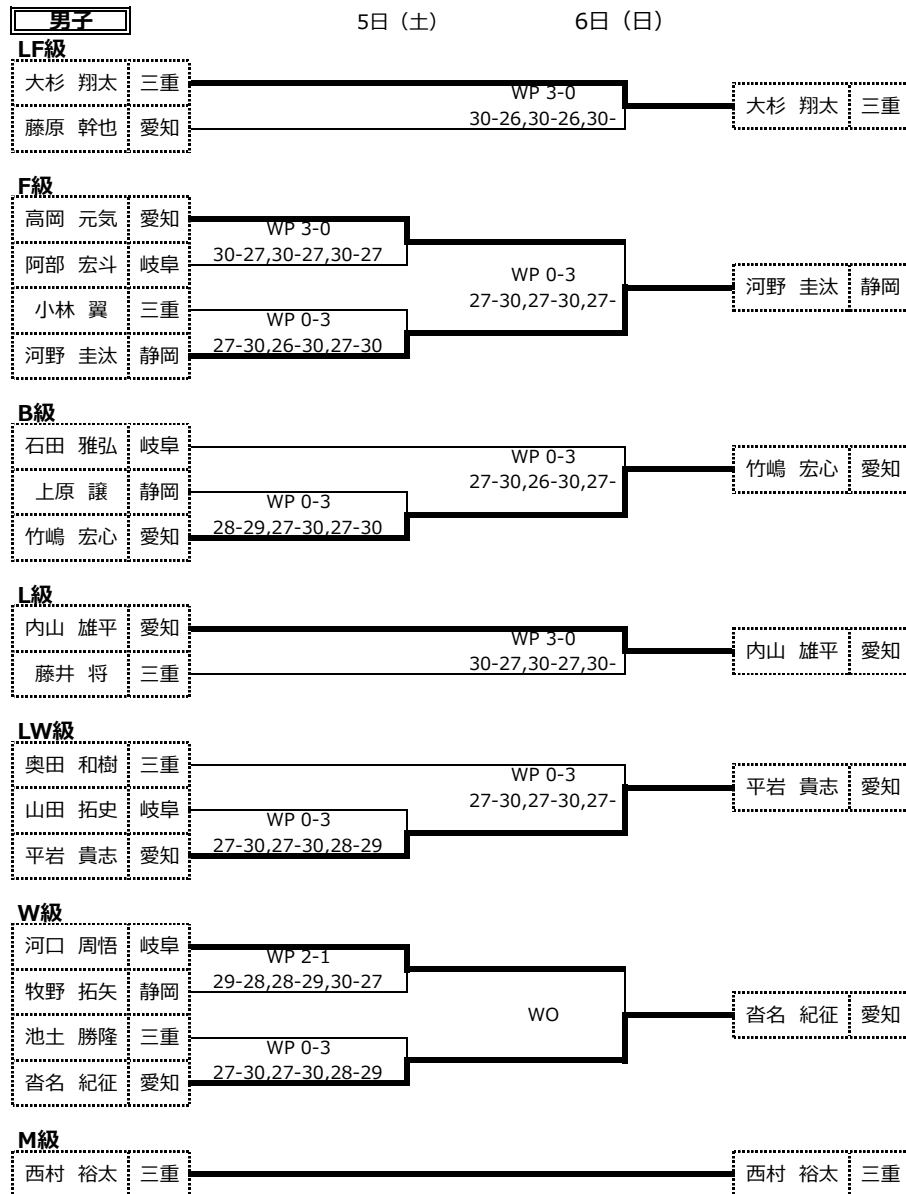 男子 5日（土） 6日（日）
LF級
大杉 翔太 三重
WP 3-0
大杉 翔太 三重
藤原 幹也 愛知 30-26,30-26,30-
F級
高岡 元気 愛知
WP 3-0
阿部 宏斗 岐阜 30-27,30-27,30-27
WP 0-3
河野 圭汰 静岡
小林 翼 三重 27-30,27-30,27-
WP 0-3
河野 圭汰 静岡 27-30,26-30,27-30
B級
石田 雅弘 岐阜
WP 0-3
竹嶋 宏心 愛知
上原 譲 静岡 27-30,26-30,27-
WP 0-3
竹嶋 宏心 愛知 28-29,27-30,27-30
L級
内山 雄平 愛知
WP 3-0
内山 雄平 愛知
藤井 将 三重 30-27,30-27,30-
LW級
奥田 和樹 三重
WP 0-3
平岩 貴志 愛知
山田 拓史 岐阜 27-30,27-30,27-
WP 0-3
平岩 貴志 愛知 27-30,27-30,28-29
W級
河口 周悟 岐阜
WP 2-1
牧野 拓矢 静岡 29-28,28-29,30-27
WO 沓名 紀征 愛知
池土 勝隆 三重
WP 0-3
沓名 紀征 愛知 27-30,27-30,28-29
M級
西村 裕太 三重 西村 裕太 三重